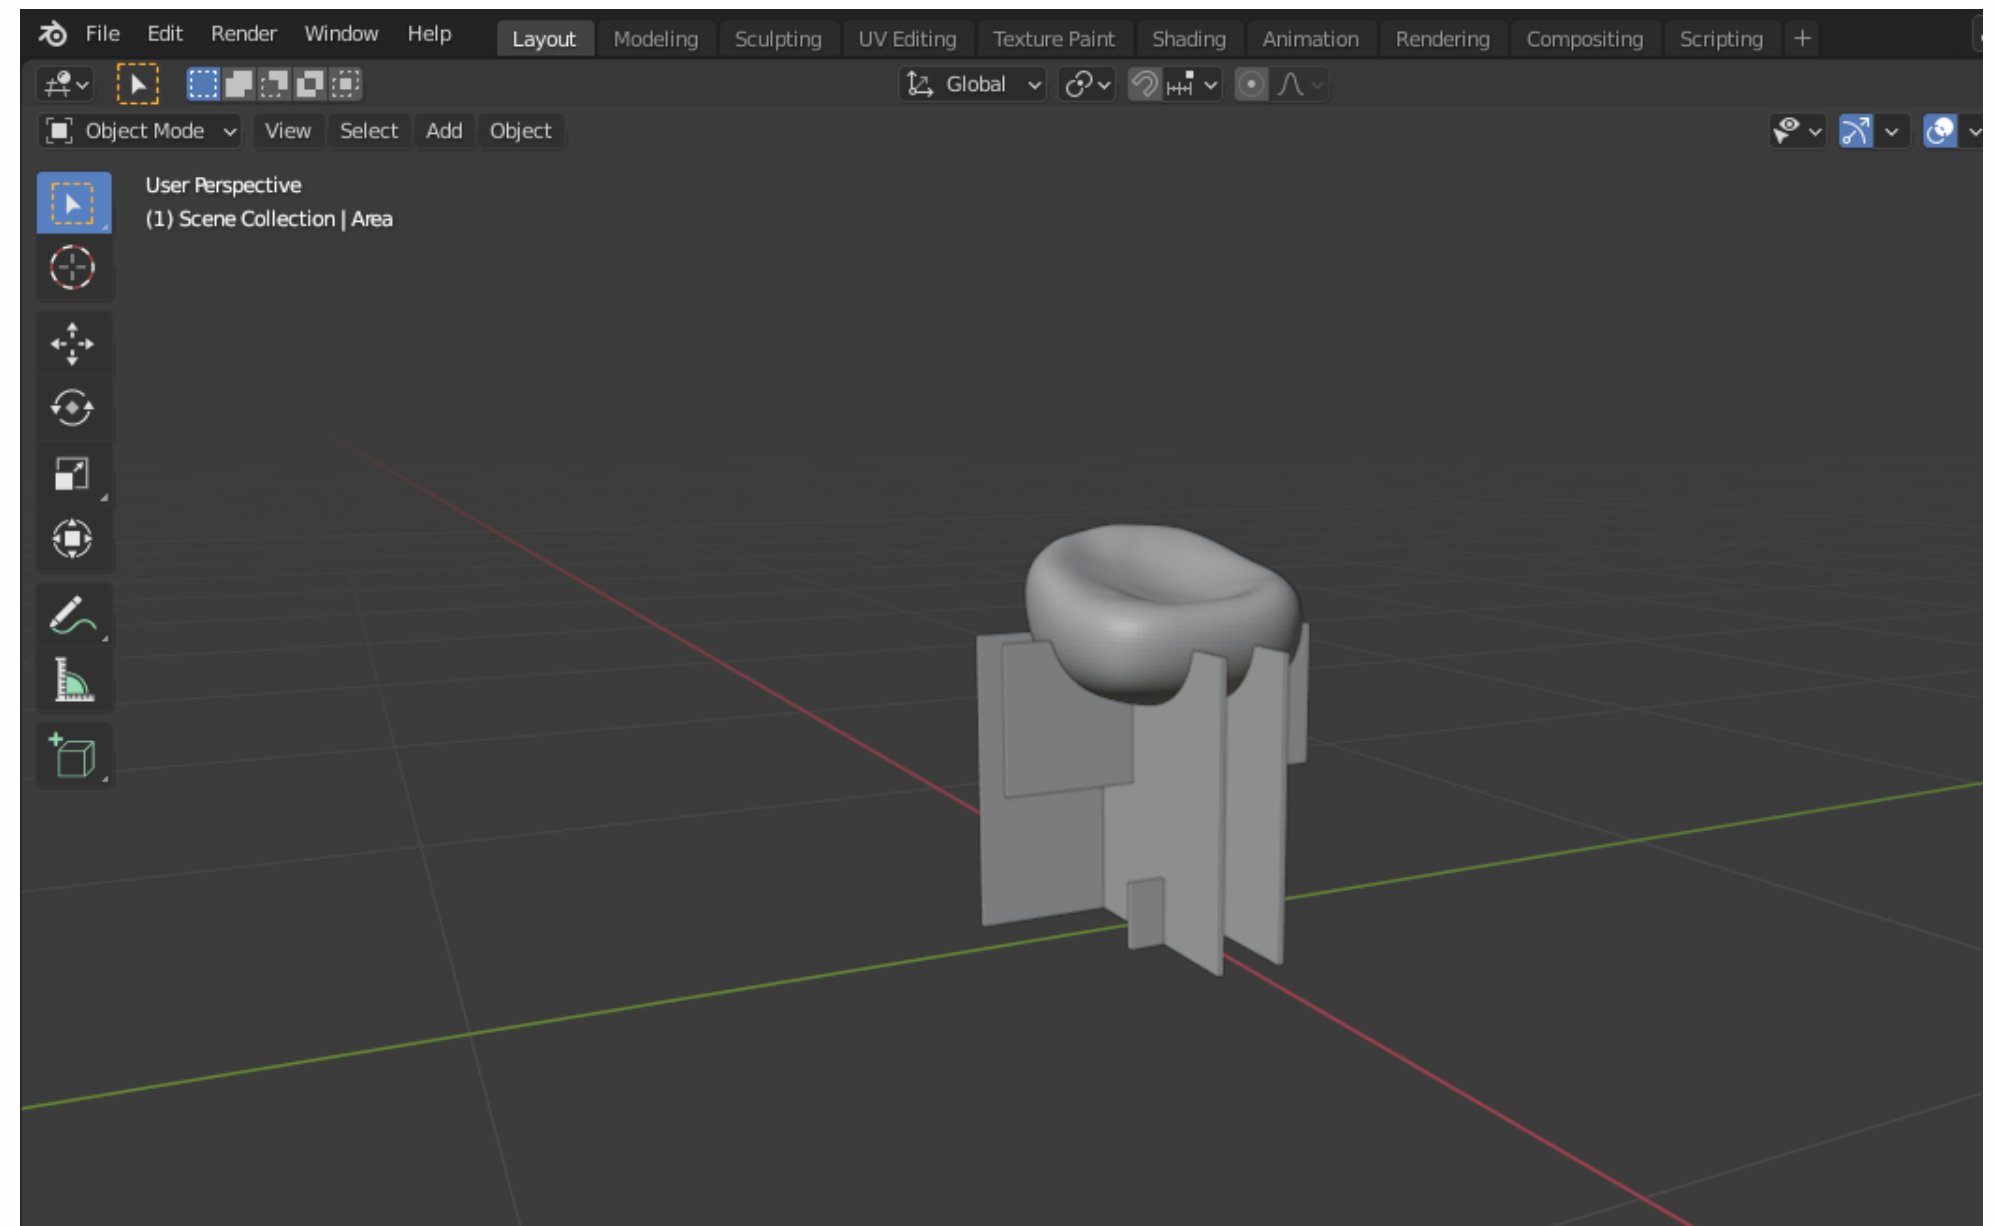 File Edit Render Window Help Layout Modeling Sculpting UV Editing Texture Paint Shading Animation Rendering Compositing Scripting +
Global
Object Mode View Select Add Object
User Perspective
(1) Scene Collection | Area